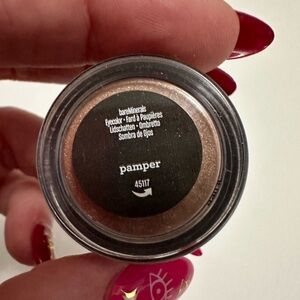 bareMinerals
Eyecolor • Fard à Paupières
Lidschatten • Ombretto
Sombra de Ojos
pamper
45117